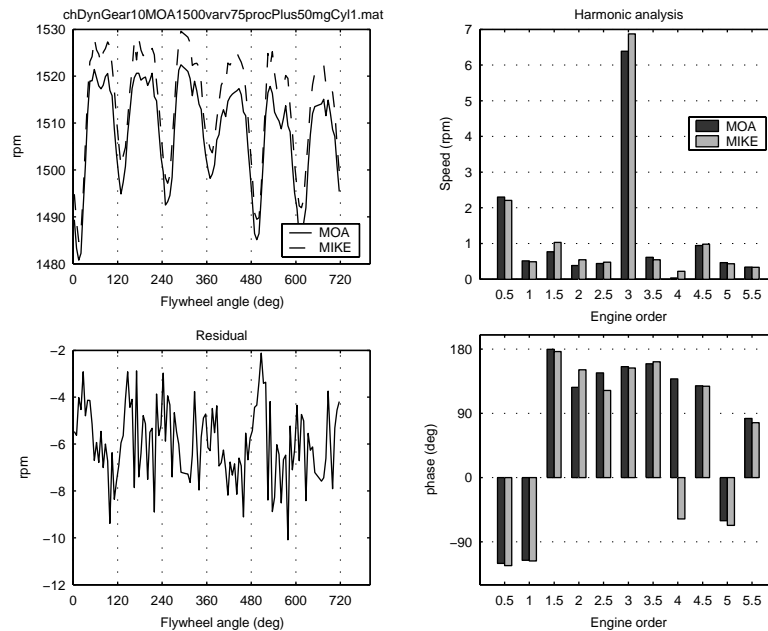 chDynGear10MOA1500varv75procPlus50mgCyl1.mat
1530
1520
1510
1500
1490
1480
rpm
MOA
MIKE
0 120 240 360 480 600 720
Flywheel angle (deg)
Harmonic analysis
7
6
5
4
3
2
1
0
Speed (rpm)
MOA
MIKE
0.5 1 1.5 2 2.5 3 3.5 4 4.5 5 5.5
Engine order
Residual
−2
−4
−6
−8
−10
−12
rpm
0 120 240 360 480 600 720
Flywheel angle (deg)
180
90
0
−90
phase (deg)
0.5 1 1.5 2 2.5 3 3.5 4 4.5 5 5.5
Engine order